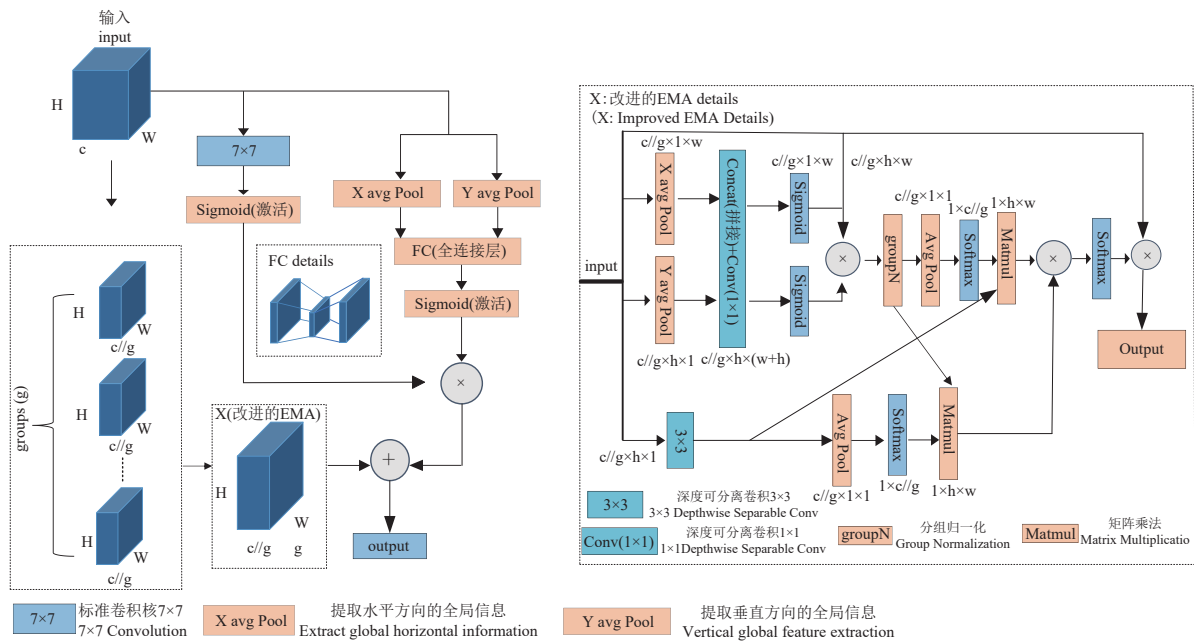 输入
input
H
W
c
7×7
Sigmoid(激活)
X avg Pool
Y avg Pool
FC(全连接层)
Sigmoid(激活)
FC details
×
groups (g)
H
W
c//g
H
W
c//g
H
W
c//g
X(改进的EMA)
H
W
c//g
g
+
output
X:改进的EMA details
(X: Improved EMA Details)
input
c//g×1×w
X avg Pool
Y avg Pool
c//g×h×1
Concat(拼接)+Conv(1×1)
c//g×h×(w+h)
c//g×1×w
Sigmoid
Sigmoid
c//g×h×w
×
groupN
c//g×1×1
Avg Pool
1×c//g
Softmax
1×h×w
Matmul
×
Softmax
×
Output
c//g×h×1
3×3
Avg Pool
c//g×1×1
Softmax
1×c//g
Matmul
1×h×w
3×3
深度可分离卷积3×3
3×3 Depthwise Separable Conv
Conv(1×1)
深度可分离卷积1×1
1×1Depthwise Separable Conv
groupN
分组归一化
Group Normalization
Matmul
矩阵乘法
Matrix Multiplicatio
7×7
标准卷积核7×7
7×7 Convolution
X avg Pool
提取水平方向的全局信息
Extract global horizontal information
Y avg Pool
提取垂直方向的全局信息
Vertical global feature extraction